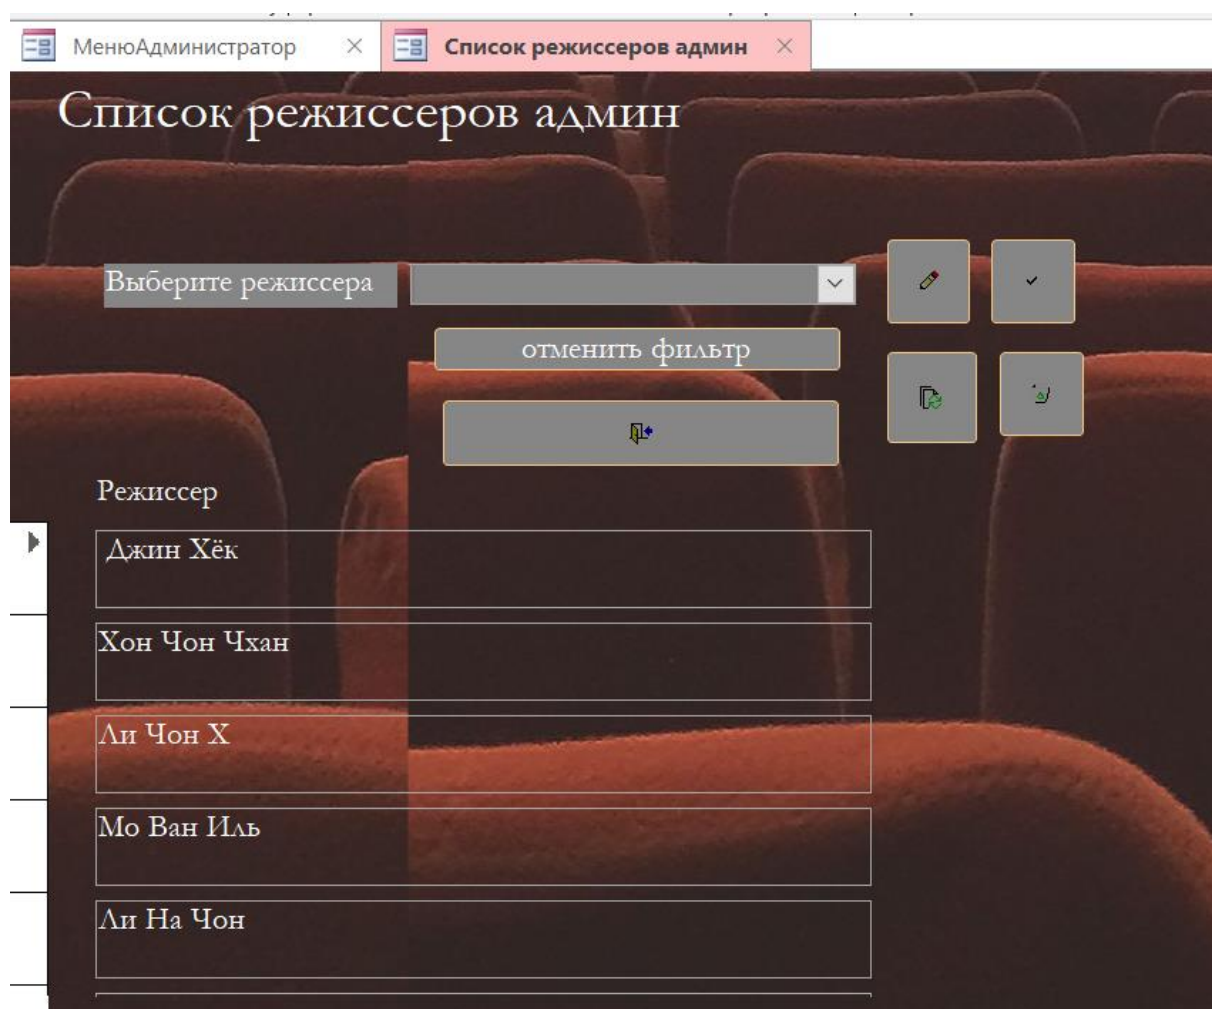 МенюАдминистратор
Список режиссеров админ
Список режиссеров админ
Выберите режиссера
отменить фильтр
Режиссер
Джин Хёк
Хон Чон Чхан
Ли Чон Х
Мо Ван Иль
Ли На Чон